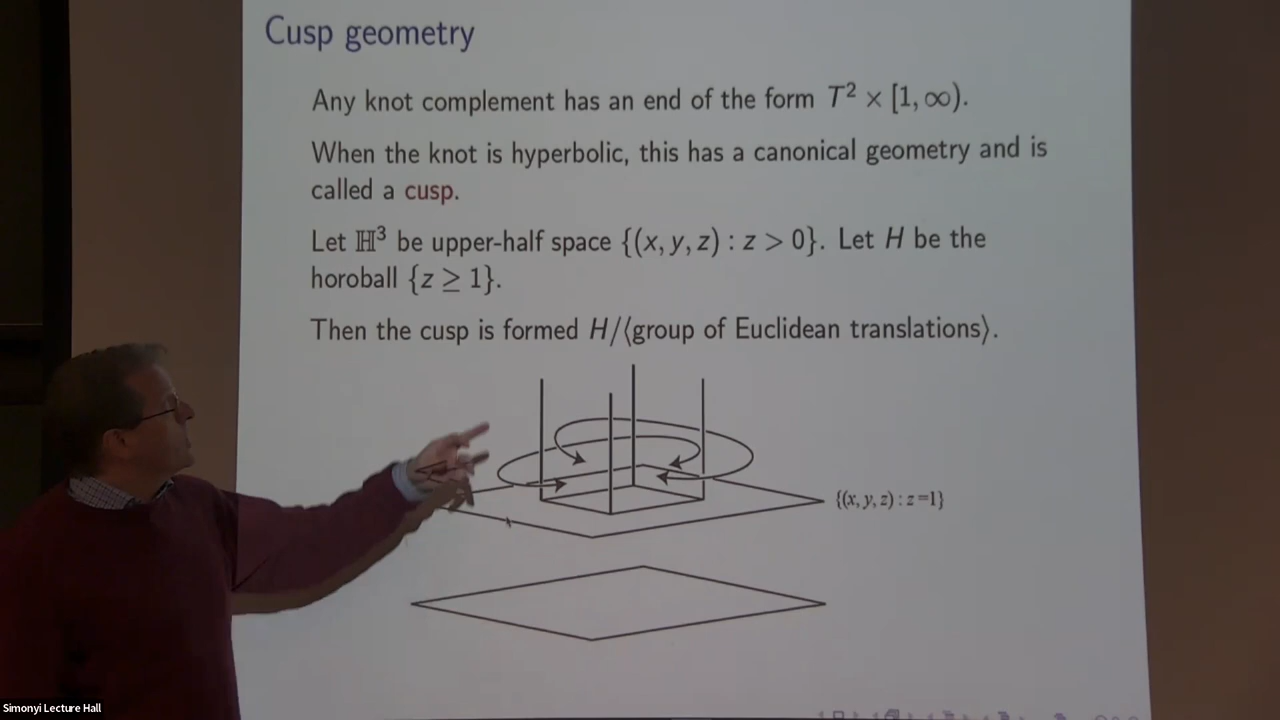 Cusp geometry
Any knot complement has an end of the form T² × [1, ∞).
When the knot is hyperbolic, this has a canonical geometry and is
called a cusp.
Let ℍ³ be upper-half space {(x, y, z) : z > 0}. Let H be the
horoball {z ≥ 1}.
Then the cusp is formed H/⟨group of Euclidean translations⟩.
{(x, y, z) : z=1}
Simonyi Lecture Hall